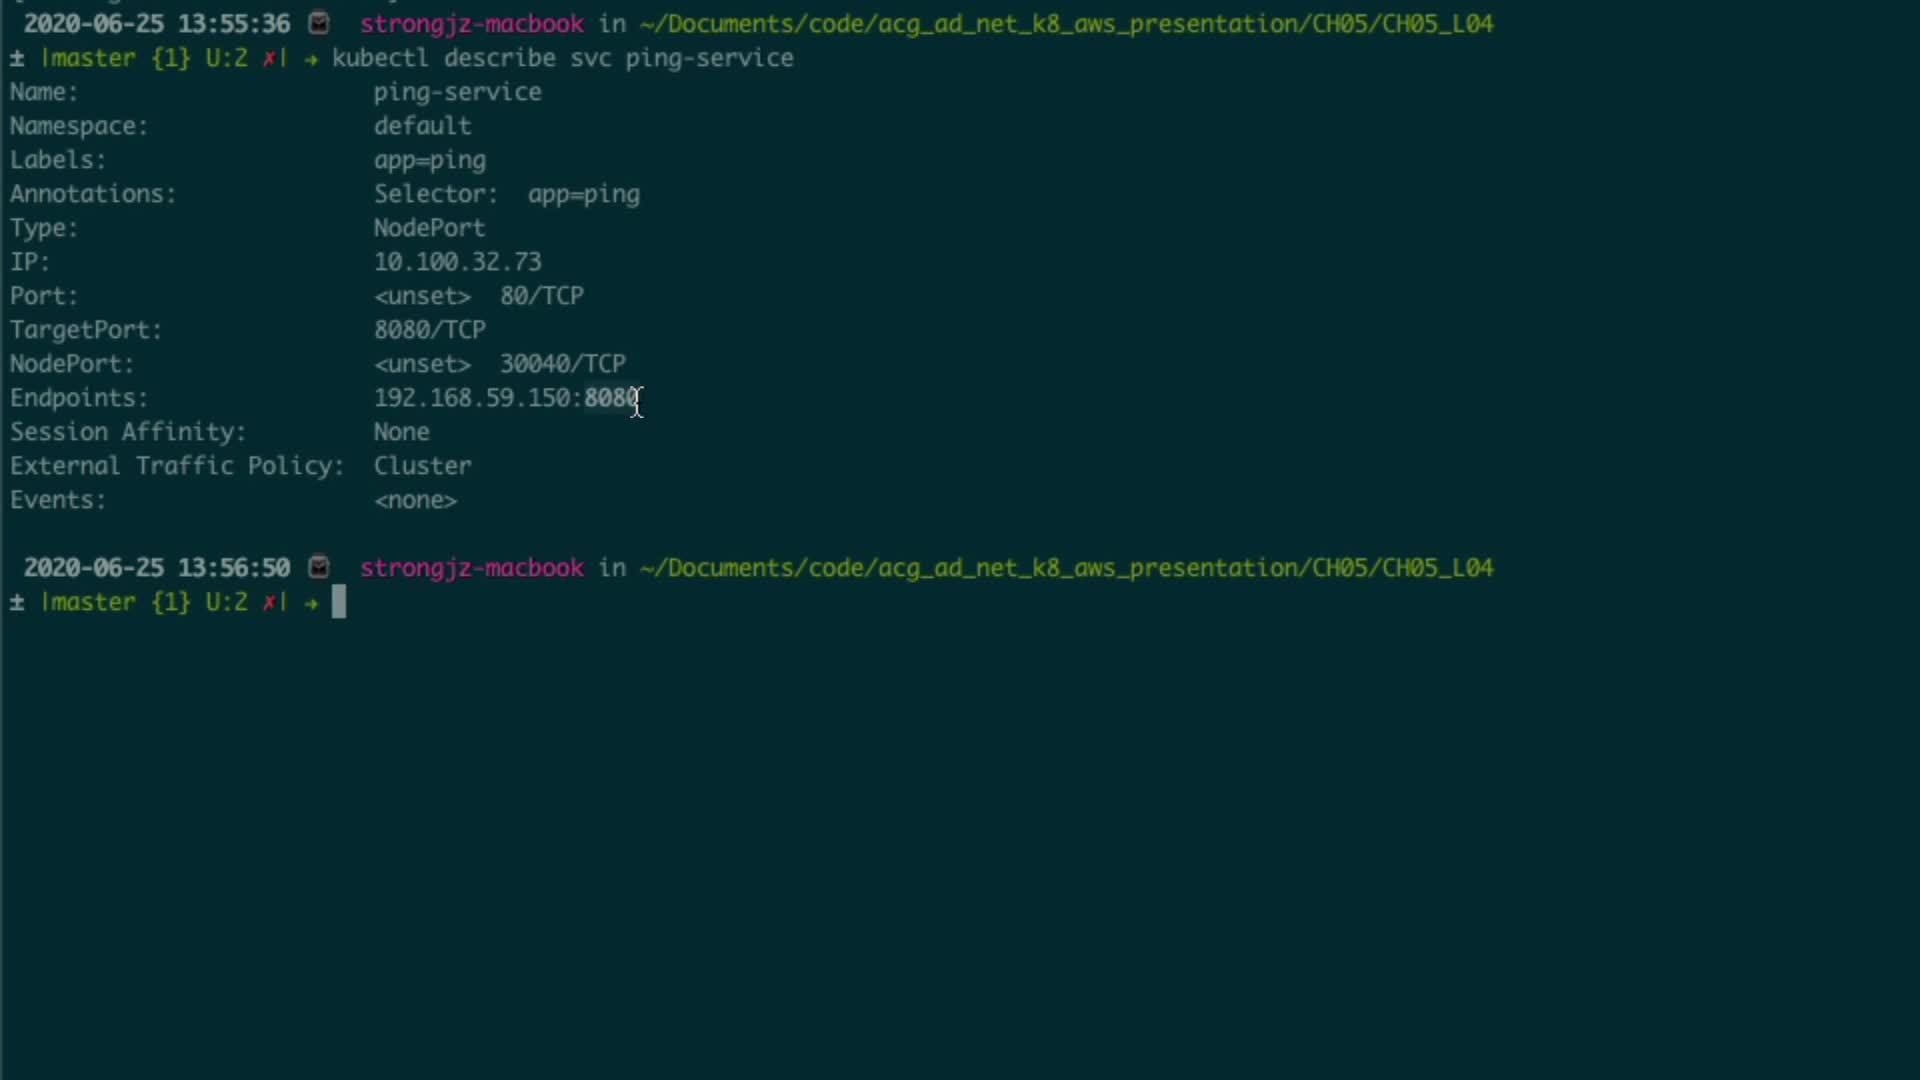 2020-06-25 13:55:36 strongjz-macbook in ~/Documents/code/acg_ad_net_k8_aws_presentation/CH05/CH05_L04
± |master {1} U:2 ✗| → kubectl describe svc ping-service
Name: ping-service
Namespace: default
Labels: app=ping
Annotations: Selector: app=ping
Type: NodePort
IP: 10.100.32.73
Port: <unset> 80/TCP
TargetPort: 8080/TCP
NodePort: <unset> 30040/TCP
Endpoints: 192.168.59.150:8080
Session Affinity: None
External Traffic Policy: Cluster
Events: <none>
2020-06-25 13:56:50 strongjz-macbook in ~/Documents/code/acg_ad_net_k8_aws_presentation/CH05/CH05_L04
± |master {1} U:2 ✗| →